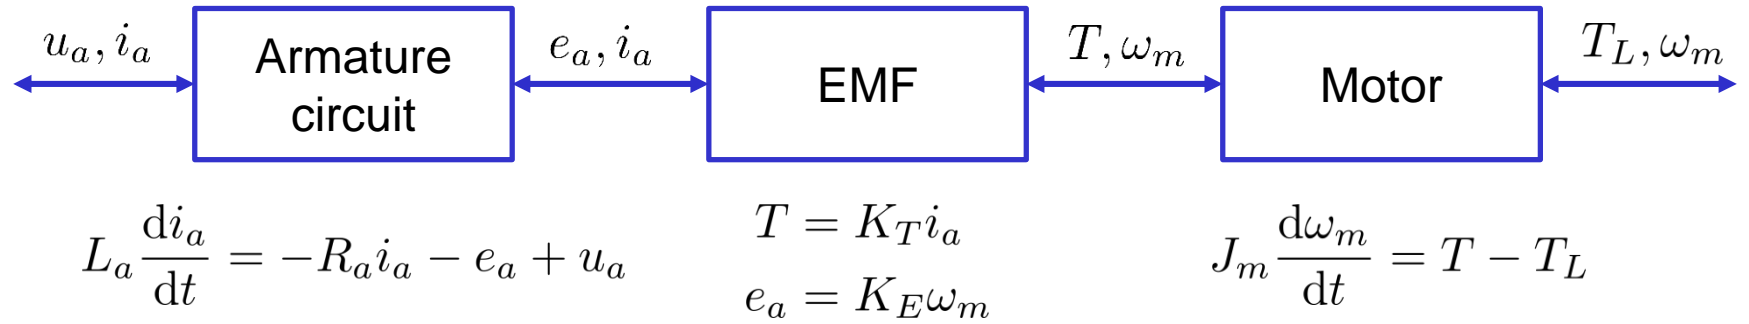 u_a, i_a
Armature
circuit
e_a, i_a
EMF
T, ω_m
Motor
T_L, ω_m
L_a di_a/dt = −R_a i_a − e_a + u_a
T = K_T i_a
e_a = K_E ω_m
J_m dω_m/dt = T − T_L